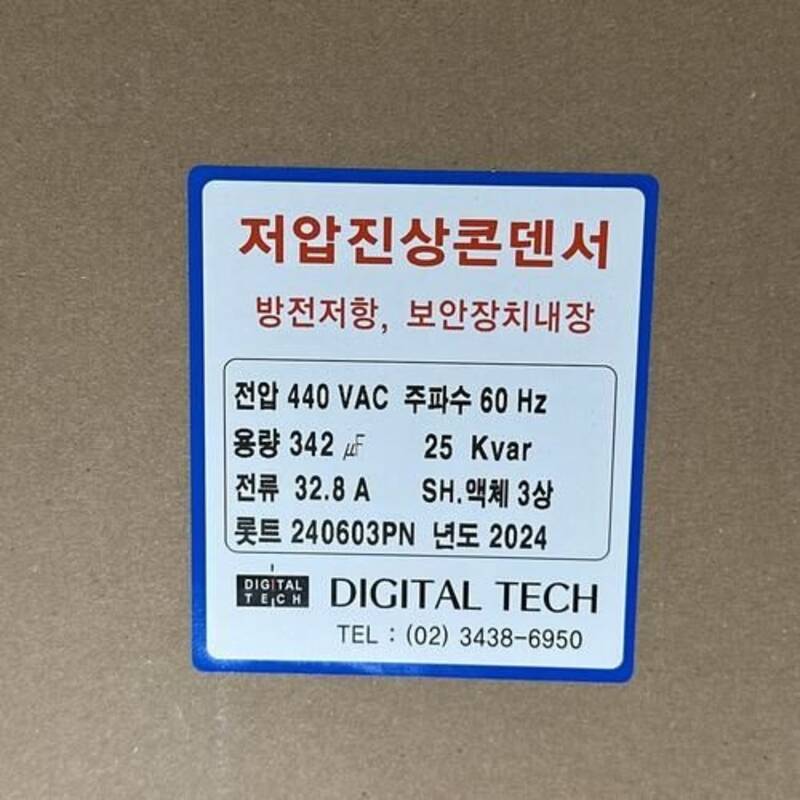 저압진상콘덴서
방전저항, 보안장치내장
전압 440 VAC 주파수 60 Hz
용량 342 ㎌ 25 Kvar
전류 32.8 A SH.액체 3상
롯트 240603PN 년도 2024
DIGITAL
TECH
DIGITAL TECH
TEL : (02) 3438-6950